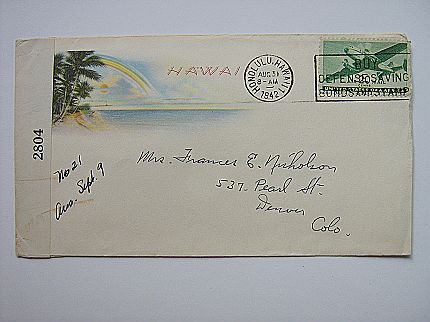 HAWAII
HONOLULU, HAWAII
AUG 31
8-AM
1942
BUY
DEFENSE SAVING
BONDS AND STAMPS
2804
No. 21
Ans. Sept. 9
Mrs. Frances E. Nicholson
537 Pearl St.
Denver
Colo.